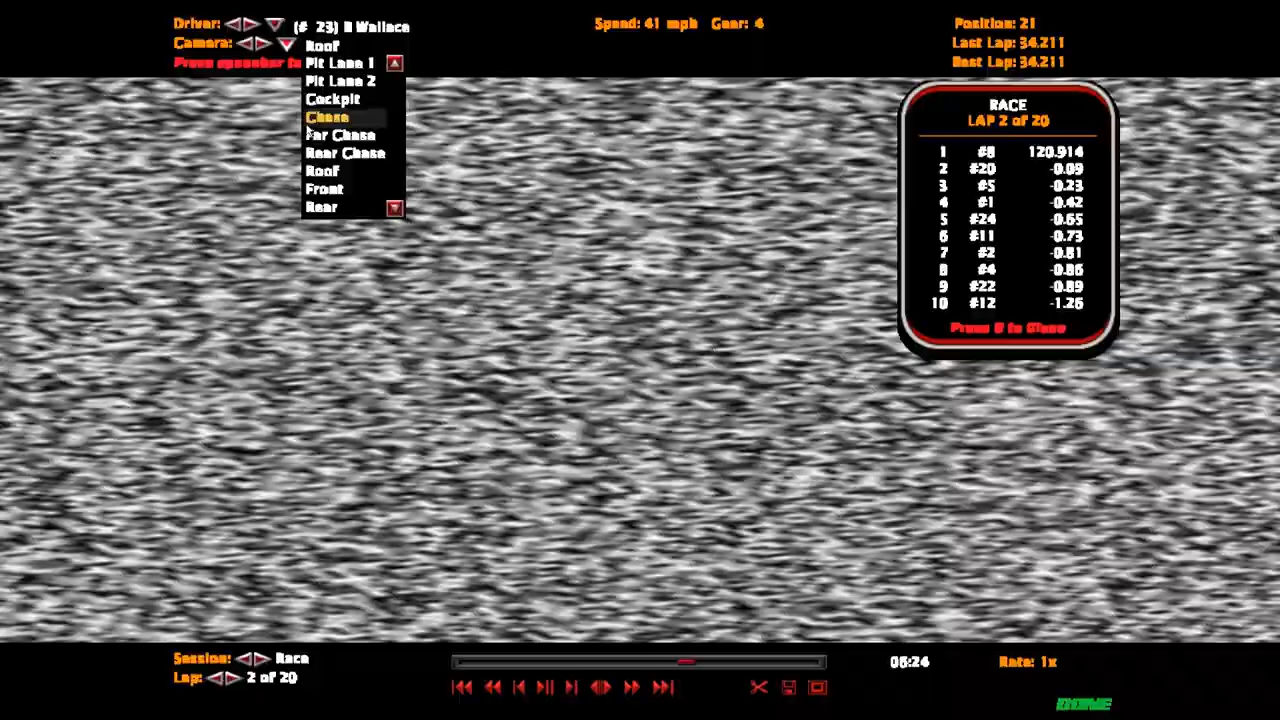 Driver: (# 23) B Wallace
Speed: 41 mph Gear: 4
Position: 21
Camera: Roof
Last Lap: 34.211
Best Lap: 34.211
Press spacebar to
Pit Lane 1
Pit Lane 2
Cockpit
Chase
Far Chase
Rear Chase
Roof
Front
Rear
RACE
LAP 2 of 20
1 #8 120.914
2 #20 -0.09
3 #5 -0.23
4 #1 -0.42
5 #24 -0.65
6 #11 -0.73
7 #2 -0.81
8 #4 -0.86
9 #22 -0.89
10 #12 -1.26
Session: Race
Lap: 2 of 20
06:24
Rate: 1x
DONE